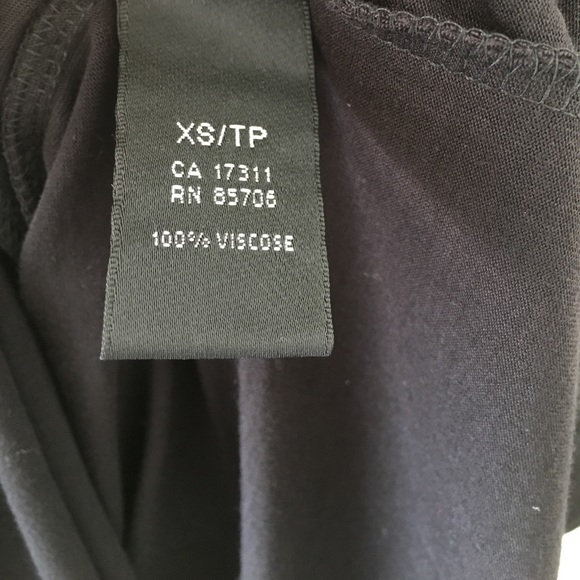 XS/TP
CA 17311
RN 85706
100% VISCOSE